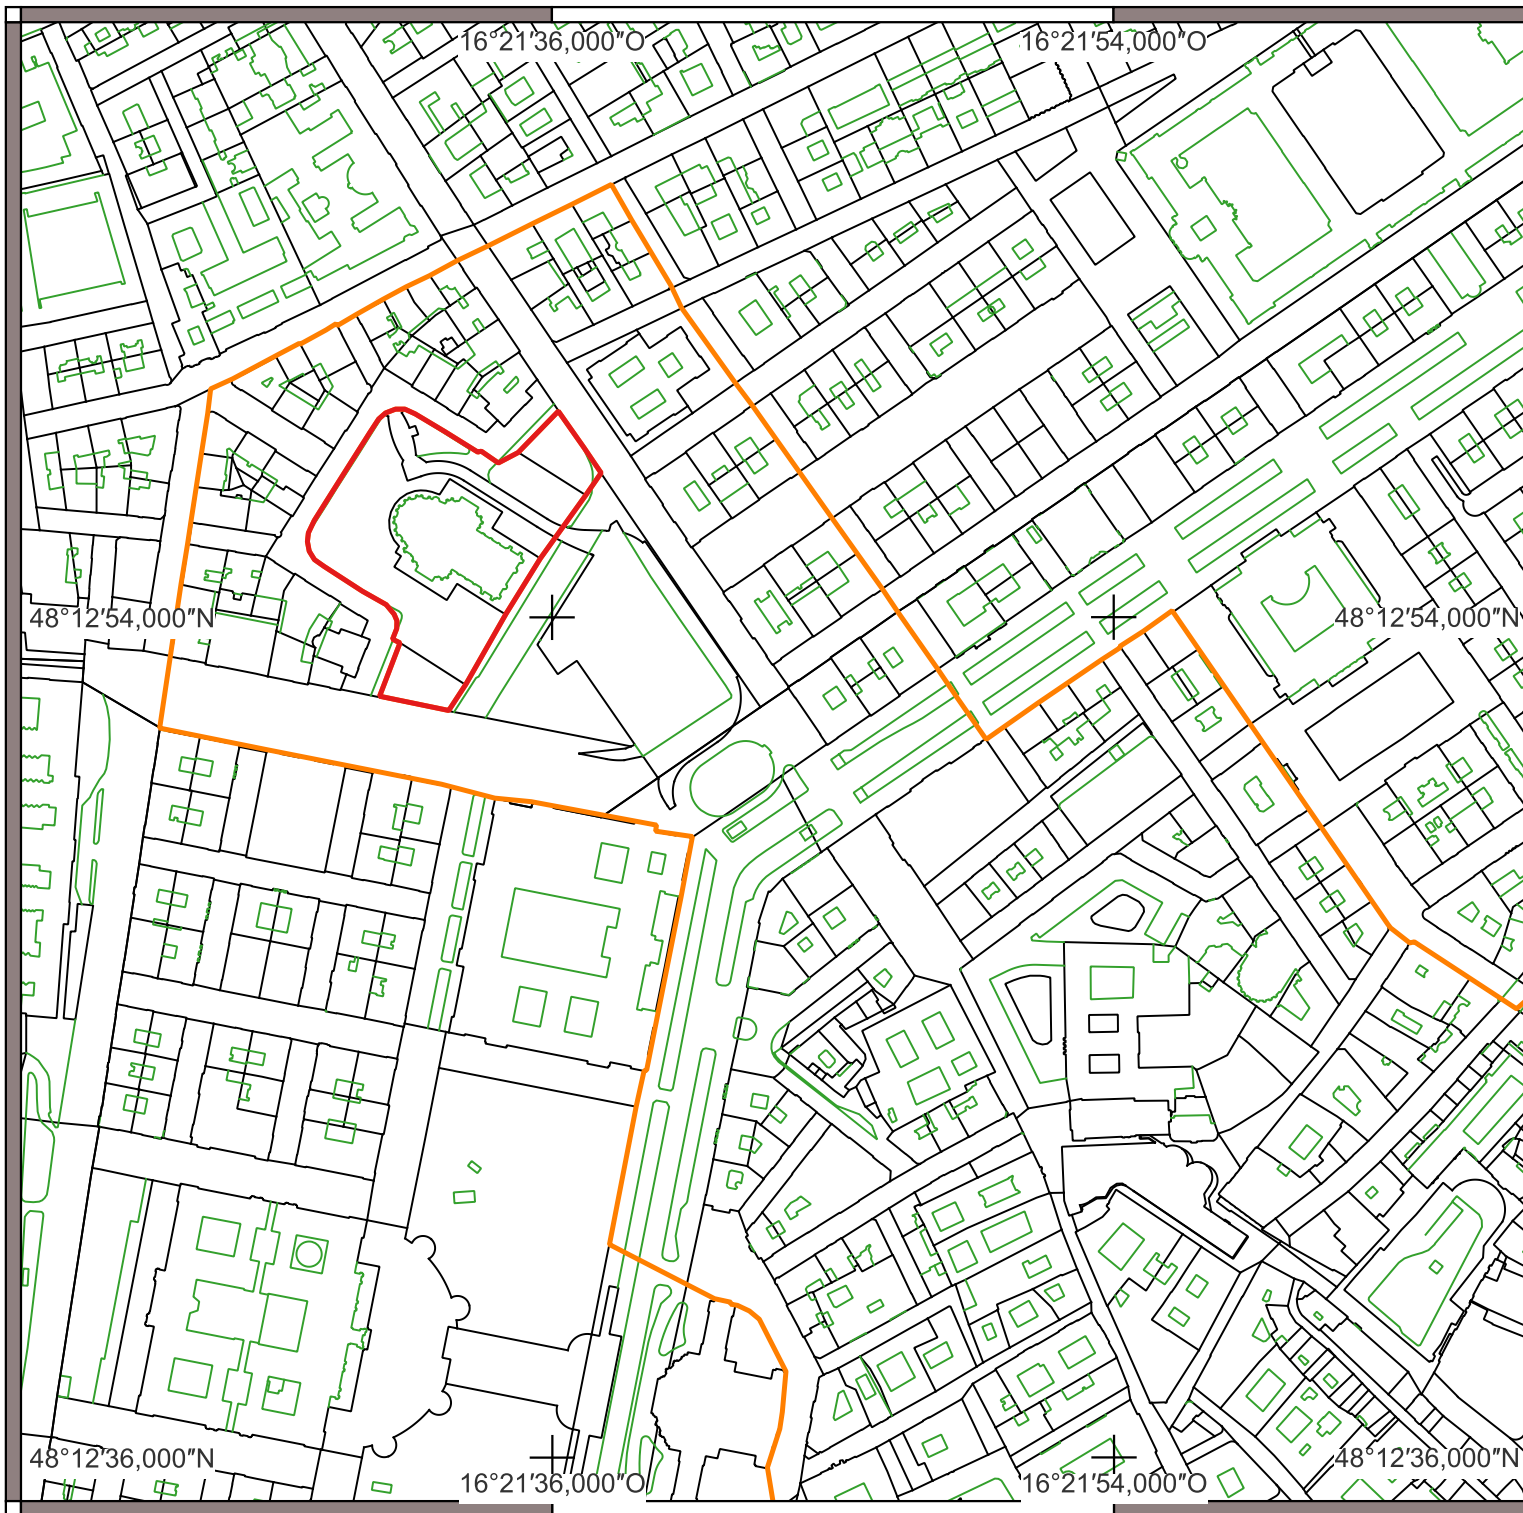 16°21′36,000″O 16°21′54,000″O
48°12′54,000″N 48°12′54,000″N
48°12′36,000″N 48°12′36,000″N
16°21′36,000″O 16°21′54,000″O